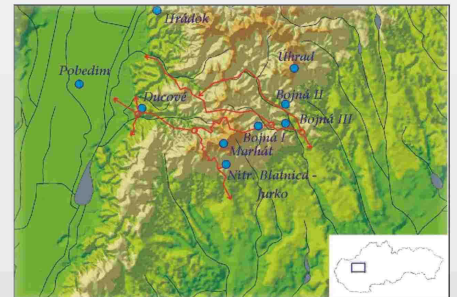 Hrádok
Úhrad
Pobedim
Bojná II
Ducové
Bojná III
Bojná I
Marhát
Nitr. Blatnica -
Jurko